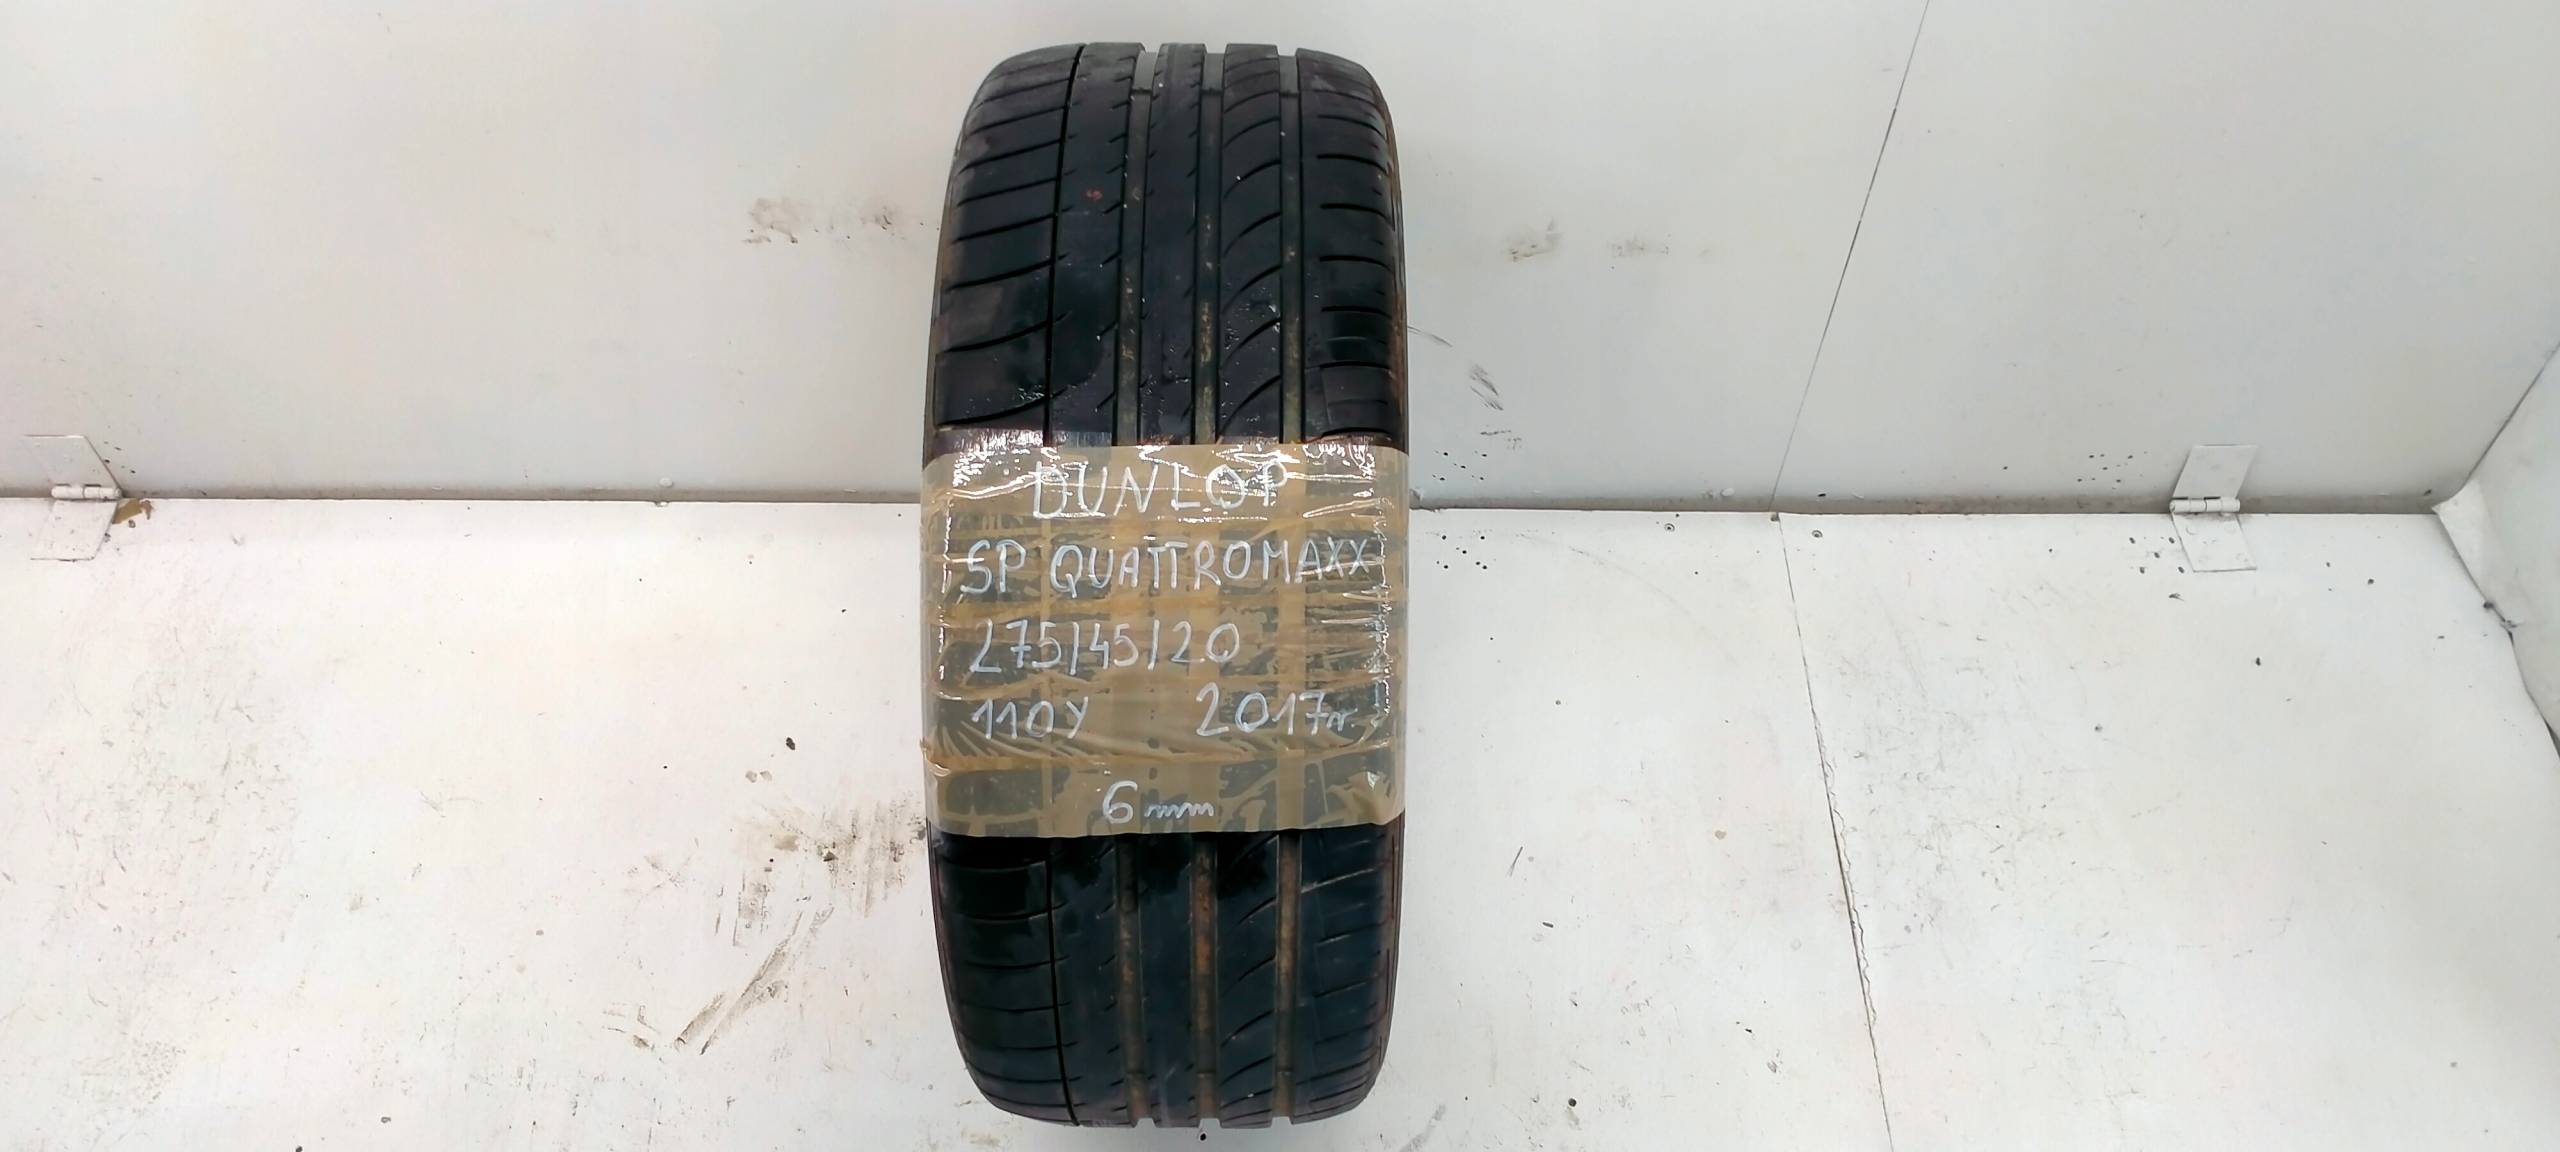 DUNLOP
SP QUATTROMAXX
275/45/20
110Y 2017r.
6mm